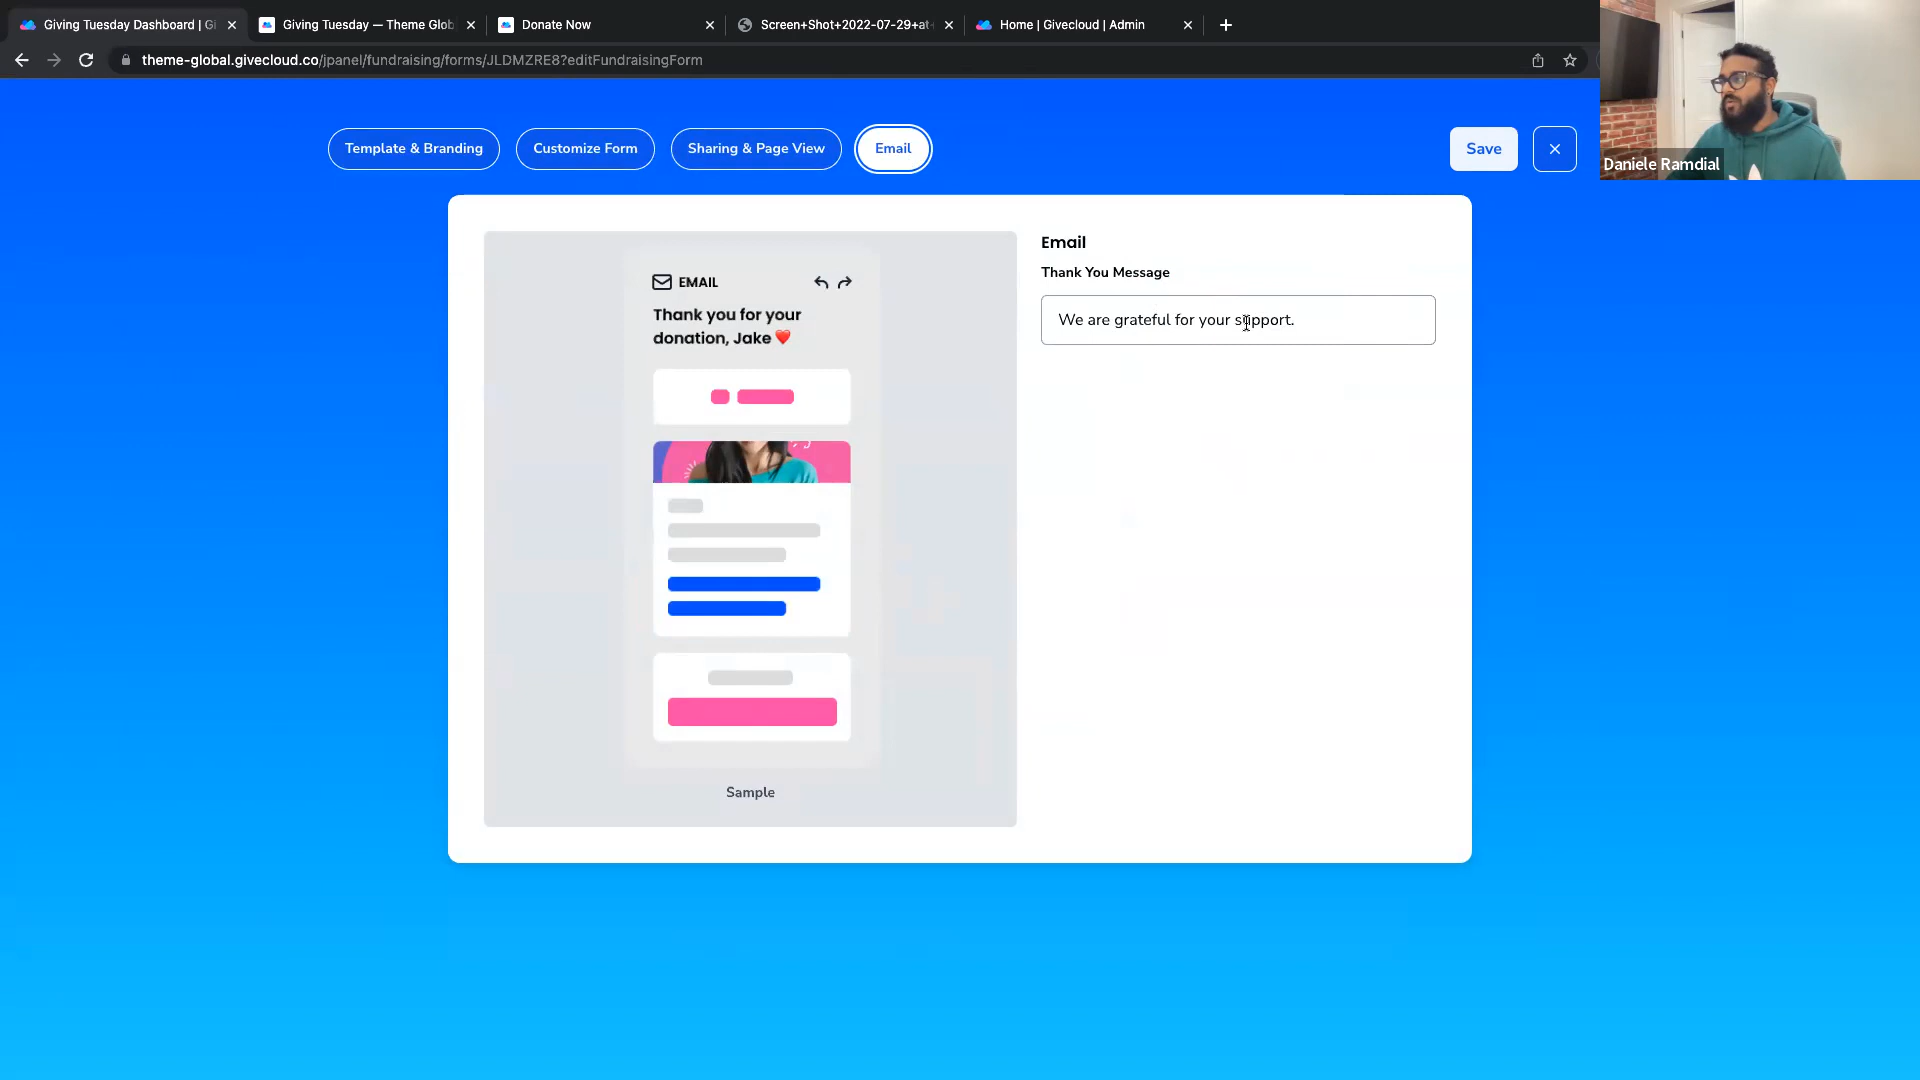 Giving Tuesday Dashboard | Gi
Giving Tuesday — Theme Glob
Donate Now
Screen+Shot+2022-07-29+at
Home | Givecloud | Admin
theme-global.givecloud.co/jpanel/fundraising/forms/JLDMZRE8?editFundraisingForm
Template & Branding
Customize Form
Sharing & Page View
Email
Save
Daniele Ramdial
EMAIL
Thank you for your
donation, Jake ❤️
Sample
Email
Thank You Message
We are grateful for your support.